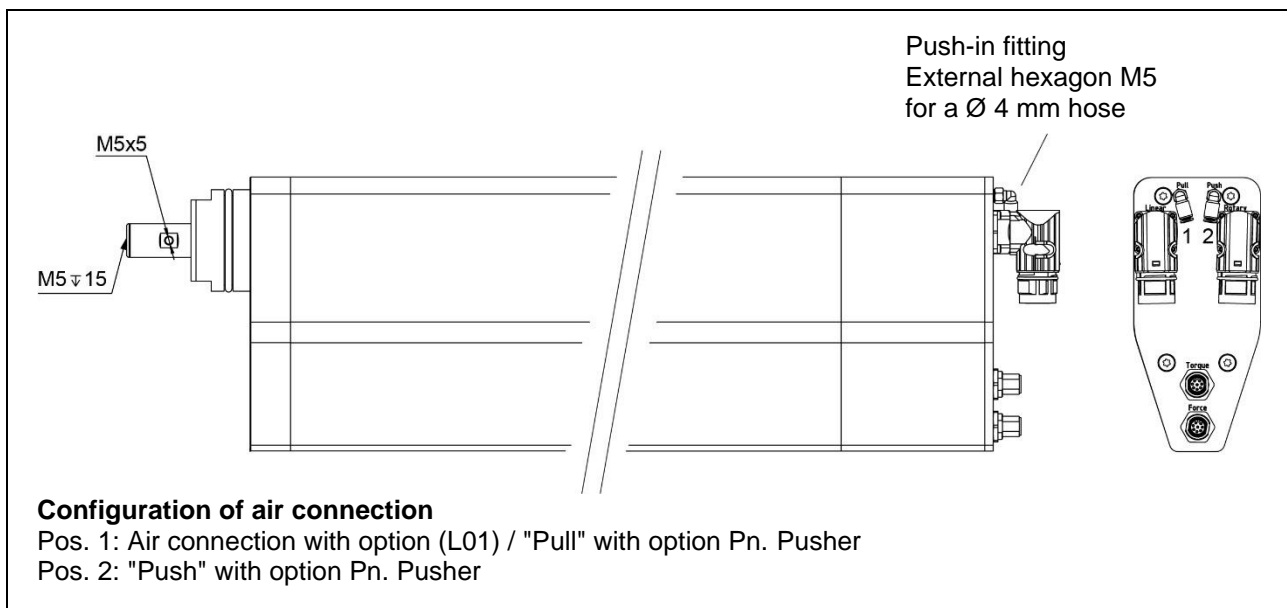 Push-in fitting
External hexagon M5
for a Ø 4 mm hose
M5x5
M5↧15
Pull Push
Linear Rotary
1 2
Torque
Force
Configuration of air connection
Pos. 1: Air connection with option (L01) / "Pull" with option Pn. Pusher
Pos. 2: "Push" with option Pn. Pusher